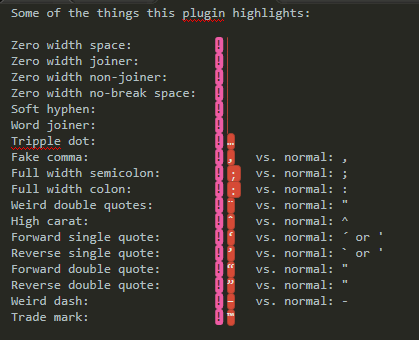 Some of the things this plugin highlights:
Zero width space: !
Zero width joiner: !
Zero width non-joiner: !
Zero width no-break space: !
Soft hyphen: !
Word joiner: !
Tripple dot: ! …
Fake comma: ! ‚ vs. normal: ,
Full width semicolon: ! ； vs. normal: ;
Full width colon: ! ： vs. normal: :
Weird double quotes: ! ¨ vs. normal: "
High carat: ! ˆ vs. normal: ^
Forward single quote: ! ‘ vs. normal: ´ or '
Reverse single quote: ! ’ vs. normal: ` or '
Forward double quote: ! “ vs. normal: "
Reverse double quote: ! ” vs. normal: "
Weird dash: ! – vs. normal: -
Trade mark: ! ™